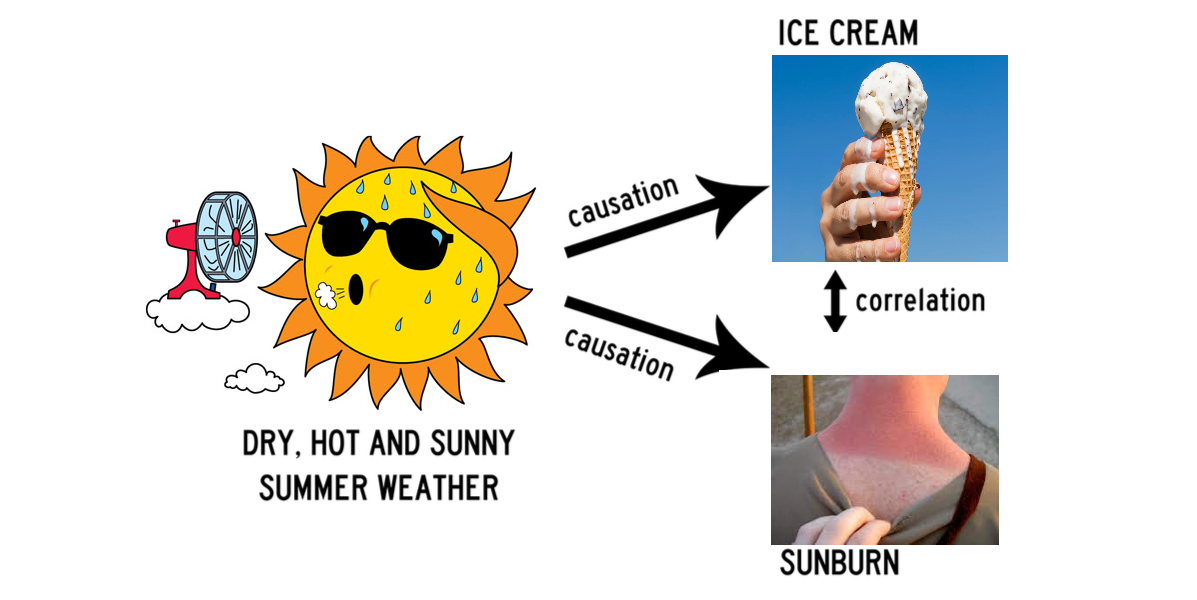 ICE CREAM
causation
correlation
causation
DRY, HOT AND SUNNY
SUMMER WEATHER
SUNBURN